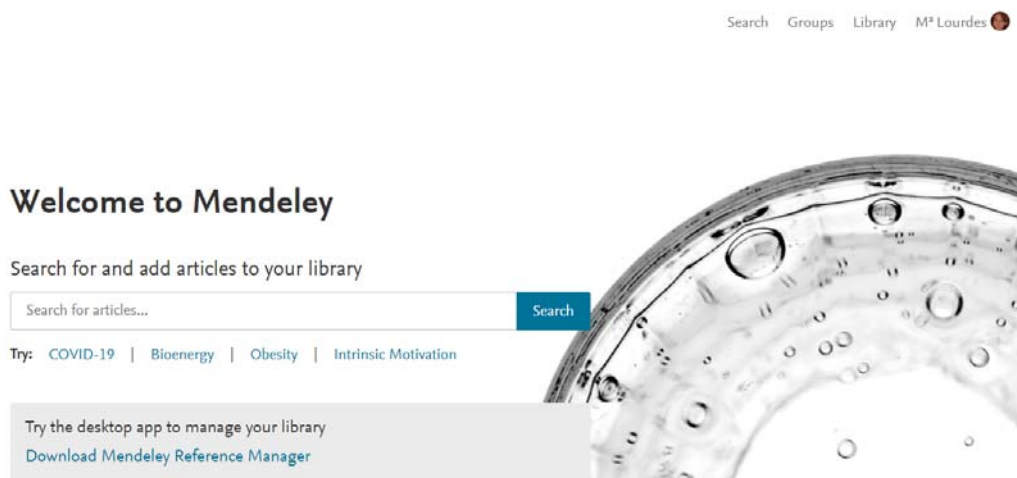 Search Groups Library Mª Lourdes
Welcome to Mendeley
Search for and add articles to your library
Search for articles... Search
Try: COVID-19 | Bioenergy | Obesity | Intrinsic Motivation
Try the desktop app to manage your library
Download Mendeley Reference Manager